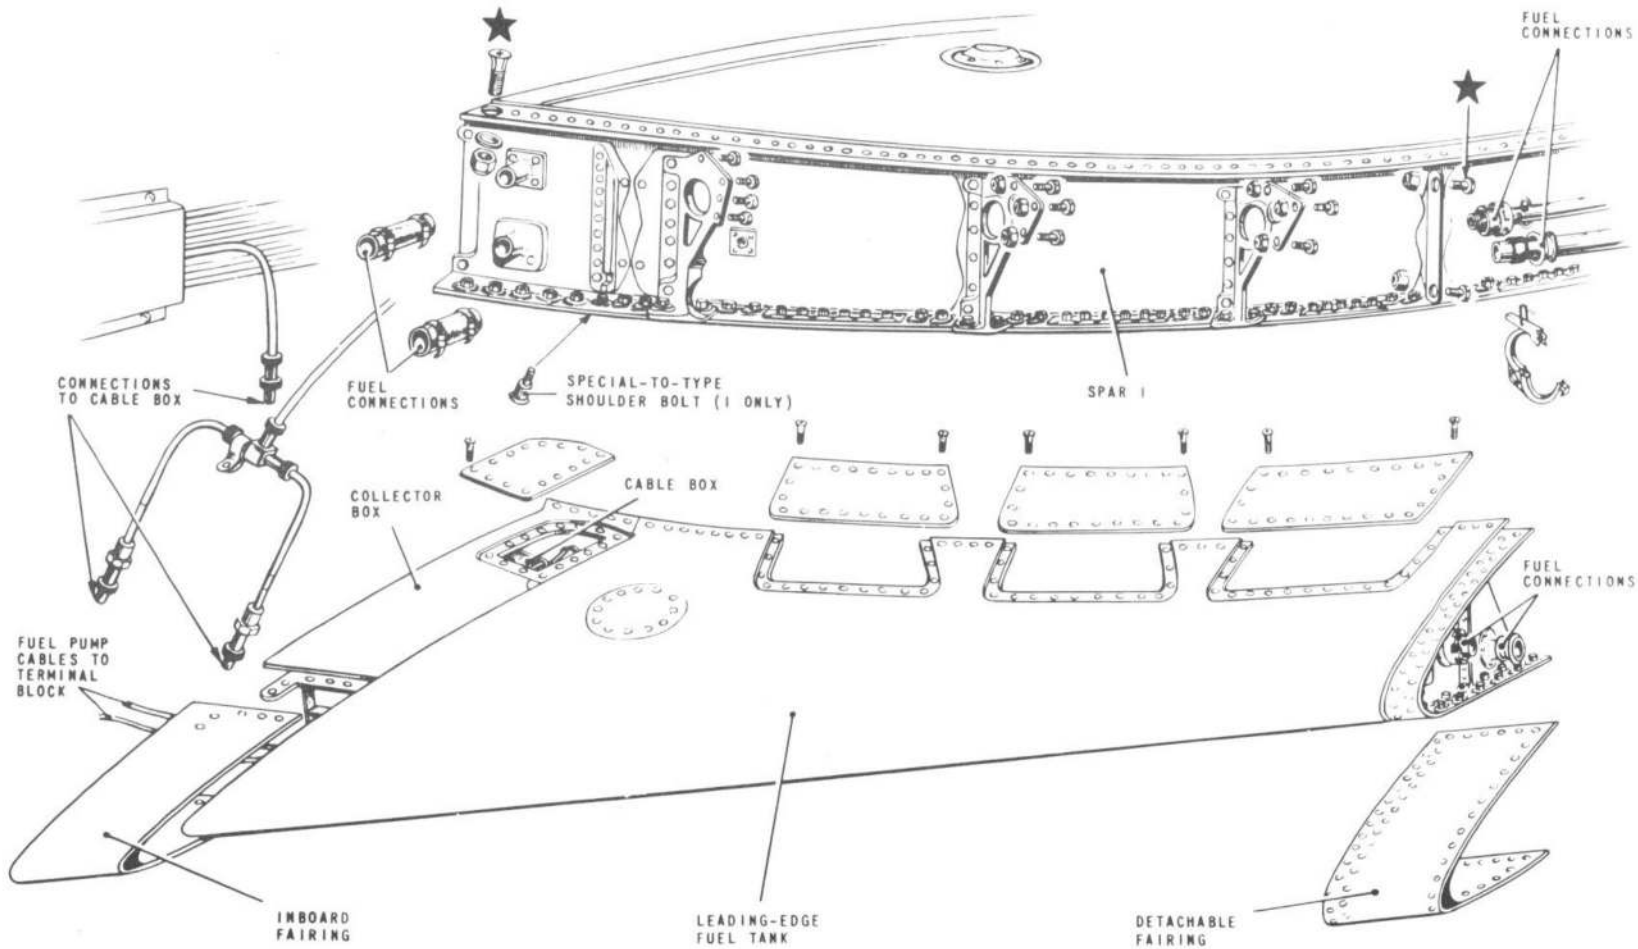 FUEL
CONNECTIONS
CONNECTIONS
TO CABLE BOX
FUEL
CONNECTIONS
SPECIAL-TO-TYPE
SHOULDER BOLT (1 ONLY)
SPAR 1
COLLECTOR
BOX
CABLE BOX
FUEL
CONNECTIONS
FUEL PUMP
CABLES TO
TERMINAL
BLOCK
INBOARD
FAIRING
LEADING-EDGE
FUEL TANK
DETACHABLE
FAIRING